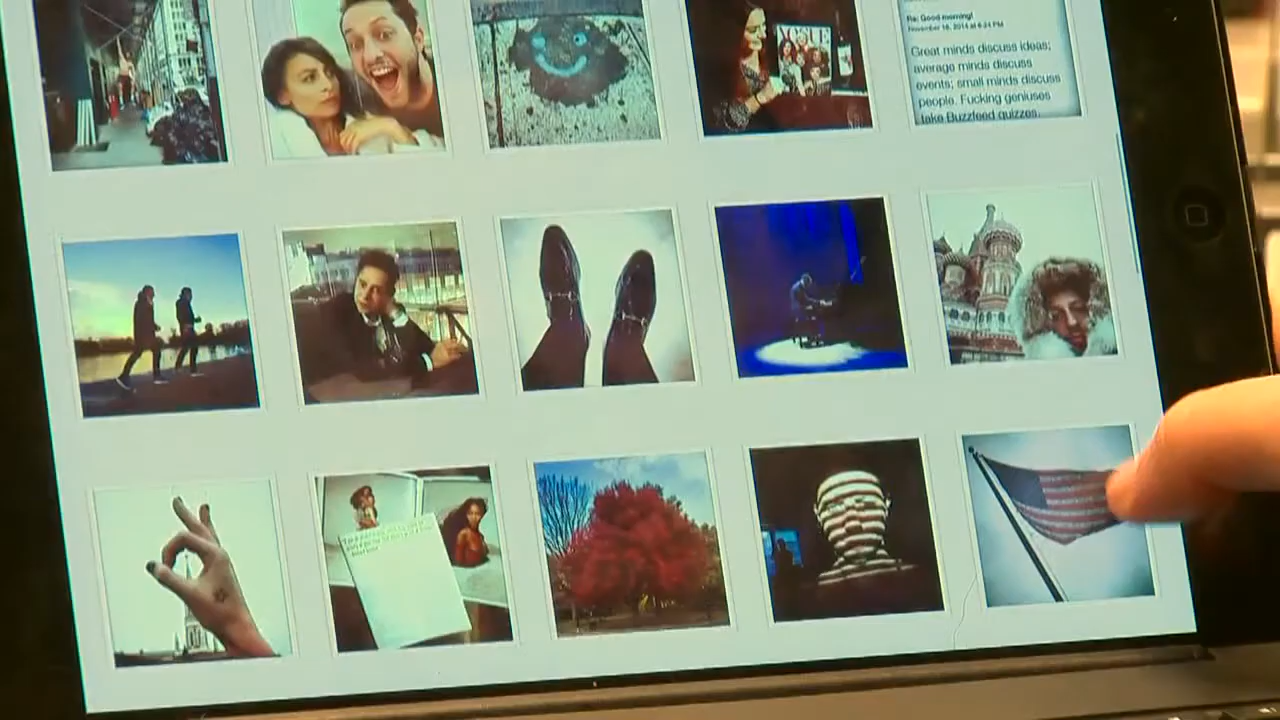 VOGUE
Re: Good morning!
November 16, 2014 at 6:24 PM
Great minds discuss ideas;
average minds discuss
events; small minds discuss
people. Fucking geniuses
take Buzzfeed quizzes.